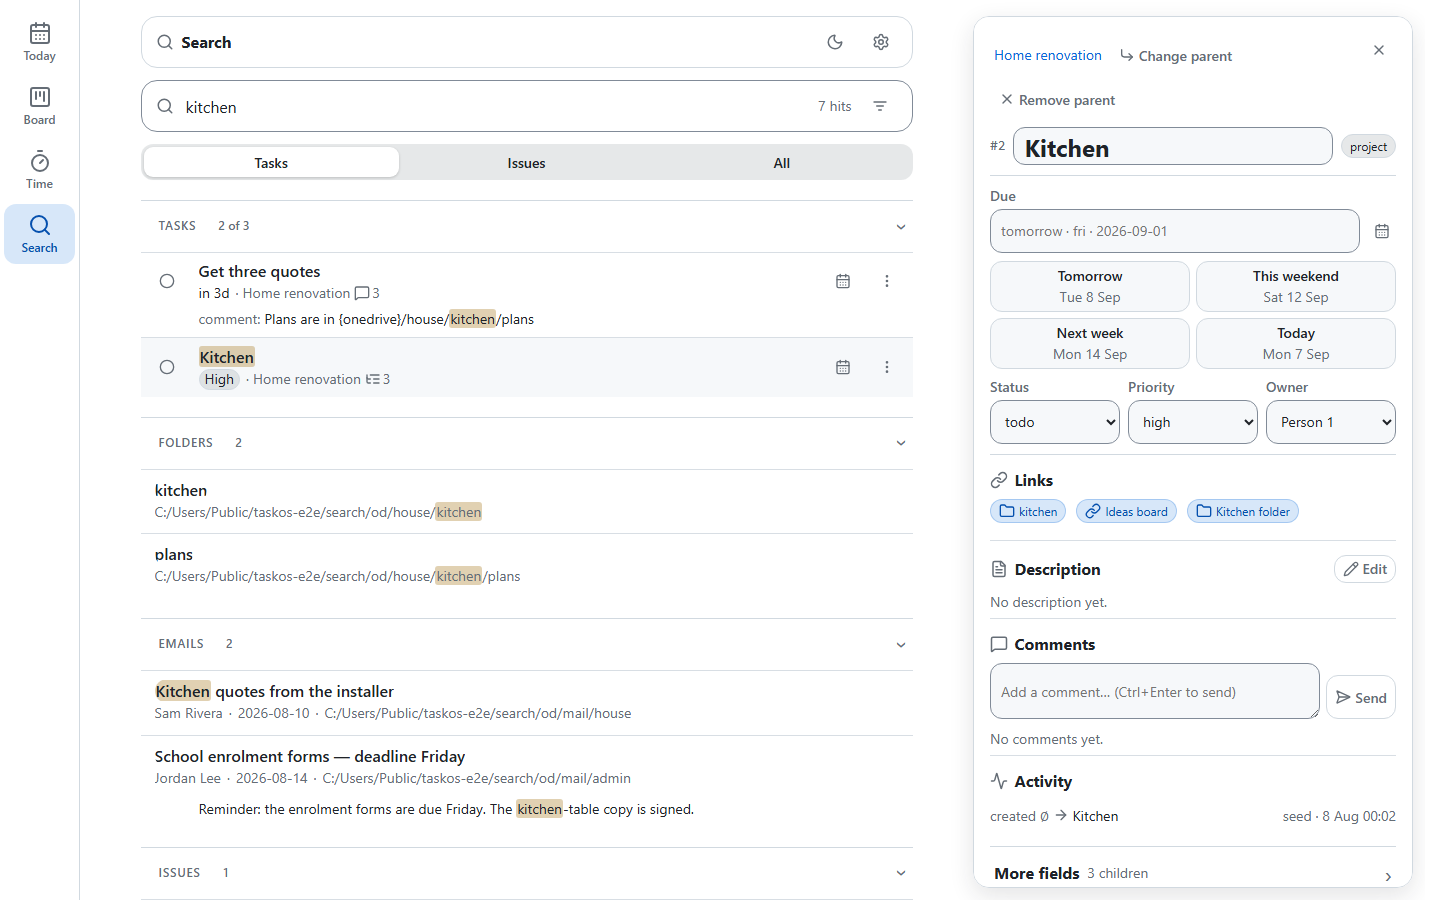 Today
Board
Time
Search
Search
kitchen
7 hits
Tasks
Issues
All
TASKS 2 of 3
Get three quotes
in 3d · Home renovation 3
comment: Plans are in {onedrive}/house/kitchen/plans
Kitchen
High · Home renovation 3
FOLDERS 2
kitchen
C:/Users/Public/taskos-e2e/search/od/house/kitchen
plans
C:/Users/Public/taskos-e2e/search/od/house/kitchen/plans
EMAILS 2
Kitchen quotes from the installer
Sam Rivera · 2026-08-10 · C:/Users/Public/taskos-e2e/search/od/mail/house
School enrolment forms — deadline Friday
Jordan Lee · 2026-08-14 · C:/Users/Public/taskos-e2e/search/od/mail/admin
Reminder: the enrolment forms are due Friday. The kitchen-table copy is signed.
ISSUES 1
Home renovation
Change parent
Remove parent
#2 Kitchen project
Due
tomorrow · fri · 2026-09-01
Tomorrow
Tue 8 Sep
This weekend
Sat 12 Sep
Next week
Mon 14 Sep
Today
Mon 7 Sep
Status Priority Owner
todo high Person 1
Links
kitchen Ideas board Kitchen folder
Description
Edit
No description yet.
Comments
Add a comment... (Ctrl+Enter to send)
Send
No comments yet.
Activity
created Ø → Kitchen seed · 8 Aug 00:02
More fields 3 children